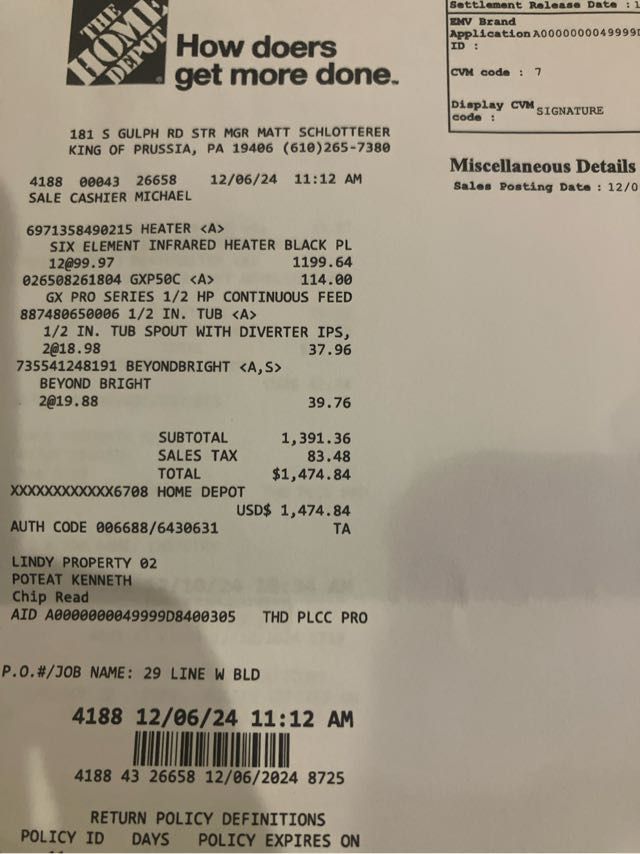 THE
HOME
DEPOT
How doers
get more done.
181 S GULPH RD STR MGR MATT SCHLOTTERER
KING OF PRUSSIA, PA 19406 (610)265-7380
4188 00043 26658 12/06/24 11:12 AM
SALE CASHIER MICHAEL
6971358490215 HEATER <A>
SIX ELEMENT INFRARED HEATER BLACK PL
12@99.97 1199.64
026508261804 GXP50C <A> 114.00
GX PRO SERIES 1/2 HP CONTINUOUS FEED
887480650006 1/2 IN. TUB <A>
1/2 IN. TUB SPOUT WITH DIVERTER IPS,
2@18.98 37.96
735541248191 BEYONDBRIGHT <A,S>
BEYOND BRIGHT
2@19.88 39.76
SUBTOTAL 1,391.36
SALES TAX 83.48
TOTAL $1,474.84
XXXXXXXXXXXX6708 HOME DEPOT
USD$ 1,474.84
AUTH CODE 006688/6430631 TA
LINDY PROPERTY 02
POTEAT KENNETH
Chip Read
AID A0000000049999D8400305 THD PLCC PRO
P.O.#/JOB NAME: 29 LINE W BLD
4188 12/06/24 11:12 AM
4188 43 26658 12/06/2024 8725
RETURN POLICY DEFINITIONS
POLICY ID DAYS POLICY EXPIRES ON
Settlement Release Date :
EMV Brand
Application A0000000049999D
ID :
CVM code : 7
Display CVM SIGNATURE
code :
Miscellaneous Details
Sales Posting Date : 12/0